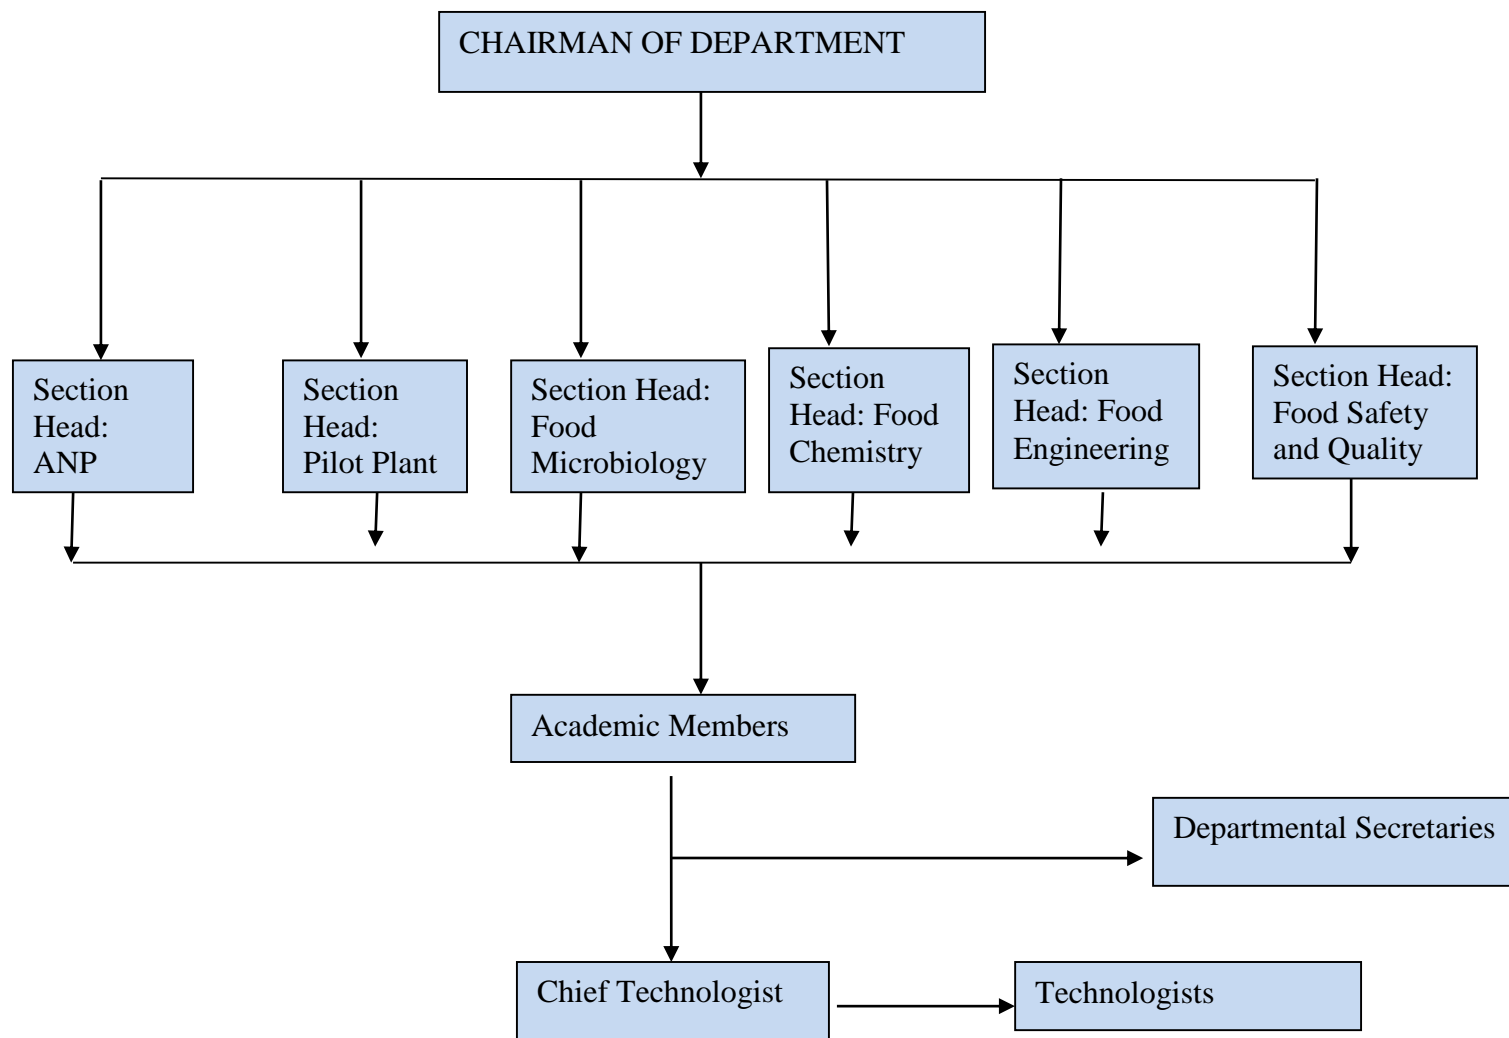 CHAIRMAN OF DEPARTMENT
Section
Head:
ANP
Section
Head:
Pilot Plant
Section Head:
Food
Microbiology
Section
Head: Food
Chemistry
Section
Head: Food
Engineering
Section Head:
Food Safety
and Quality
Academic Members
Departmental Secretaries
Chief Technologist
Technologists